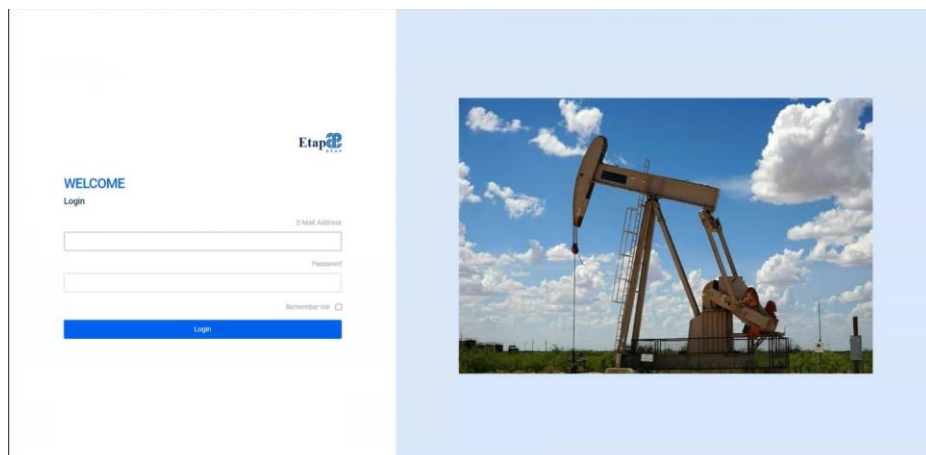 Etap
WELCOME
Login
E-Mail Address
Password
Remember me
Login